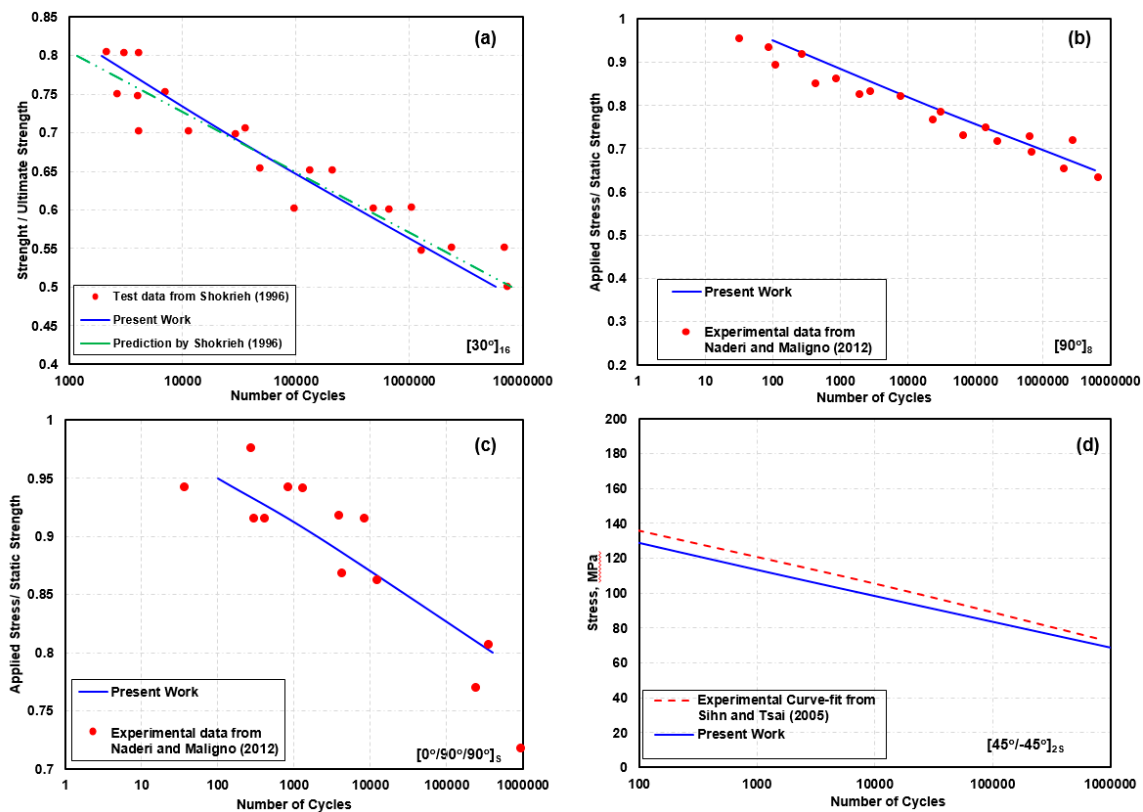 (a)
Strenght / Ultimate Strength
0.85
0.8
0.75
0.7
0.65
0.6
0.55
0.5
0.45
0.4
Test data from Shokrieh (1996)
Present Work
Prediction by Shokrieh (1996)
[30°]16
1000 10000 100000 1000000 10000000
Number of Cycles
(b)
Applied Stress/ Static Strength
1
0.9
0.8
0.7
0.6
0.5
0.4
0.3
0.2
Present Work
Experimental data from
Naderi and Maligno (2012)
[90°]8
1 10 100 1000 10000 100000 1000000 10000000
Number of Cycles
(c)
Applied Stress/ Static Strength
1
0.95
0.9
0.85
0.8
0.75
0.7
Present Work
Experimental data from
Naderi and Maligno (2012)
[0°/90°/90°]S
1 10 100 1000 10000 100000 1000000
Number of Cycles
(d)
Stress, MPa
200
180
160
140
120
100
80
60
40
20
0
Experimental Curve-fit from
Sihn and Tsai (2005)
Present Work
[45°/-45°]2S
100 1000 10000 100000 1000000
Number of Cycles